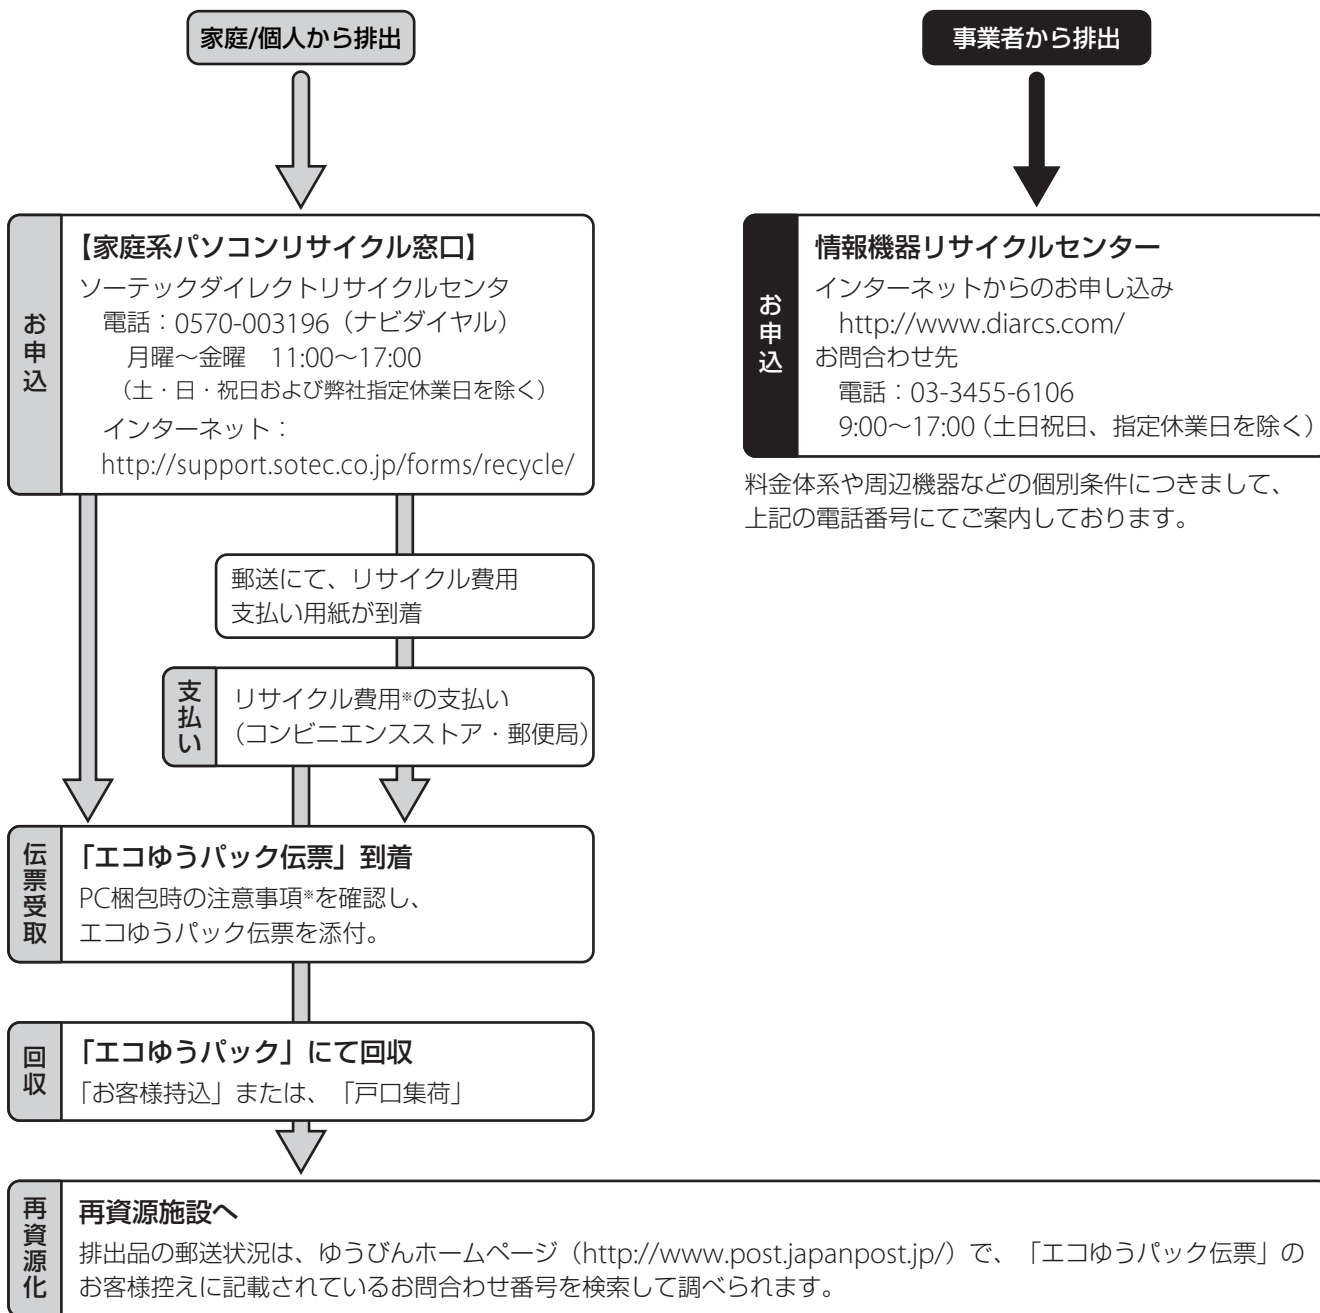 家庭/個人から排出
お申込
【家庭系パソコンリサイクル窓口】
ソーテックダイレクトリサイクルセンタ
電話：0570-003196（ナビダイヤル）
月曜～金曜　11:00～17:00
（土・日・祝日および弊社指定休業日を除く）
インターネット：
http://support.sotec.co.jp/forms/recycle/
郵送にて、リサイクル費用
支払い用紙が到着
支払い
リサイクル費用※の支払い
（コンビニエンスストア・郵便局）
伝票受取
「エコゆうパック伝票」到着
PC梱包時の注意事項※を確認し、
エコゆうパック伝票を添付。
回収
「エコゆうパック」にて回収
「お客様持込」または、「戸口集荷」
再資源化
再資源施設へ
排出品の郵送状況は、ゆうびんホームページ（http://www.post.japanpost.jp/）で、「エコゆうパック伝票」の
お客様控えに記載されているお問合わせ番号を検索して調べられます。
事業者から排出
お申込
情報機器リサイクルセンター
インターネットからのお申し込み
http://www.diarcs.com/
お問合わせ先
電話：03-3455-6106
9:00～17:00（土日祝日、指定休業日を除く）
料金体系や周辺機器などの個別条件につきまして、
上記の電話番号にてご案内しております。